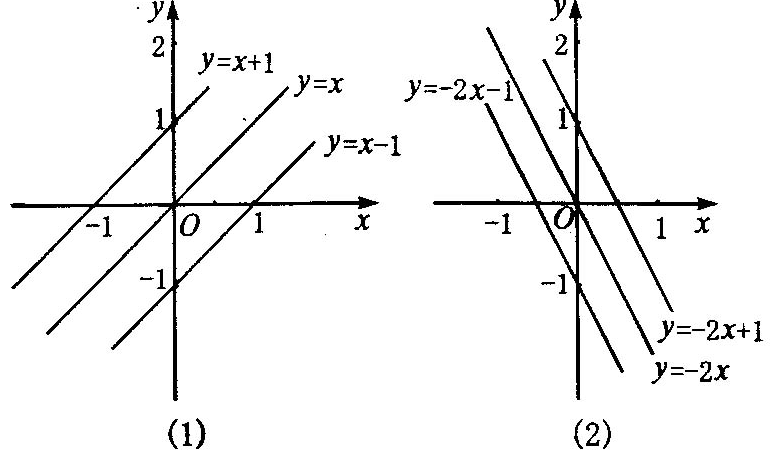 y
2
y=x+1
y=x
1
y=x−1
−1
O
1
x
−1
(1)
y
2
y=−2x−1
1
−1
O
1
x
−1
y=−2x+1
y=−2x
(2)